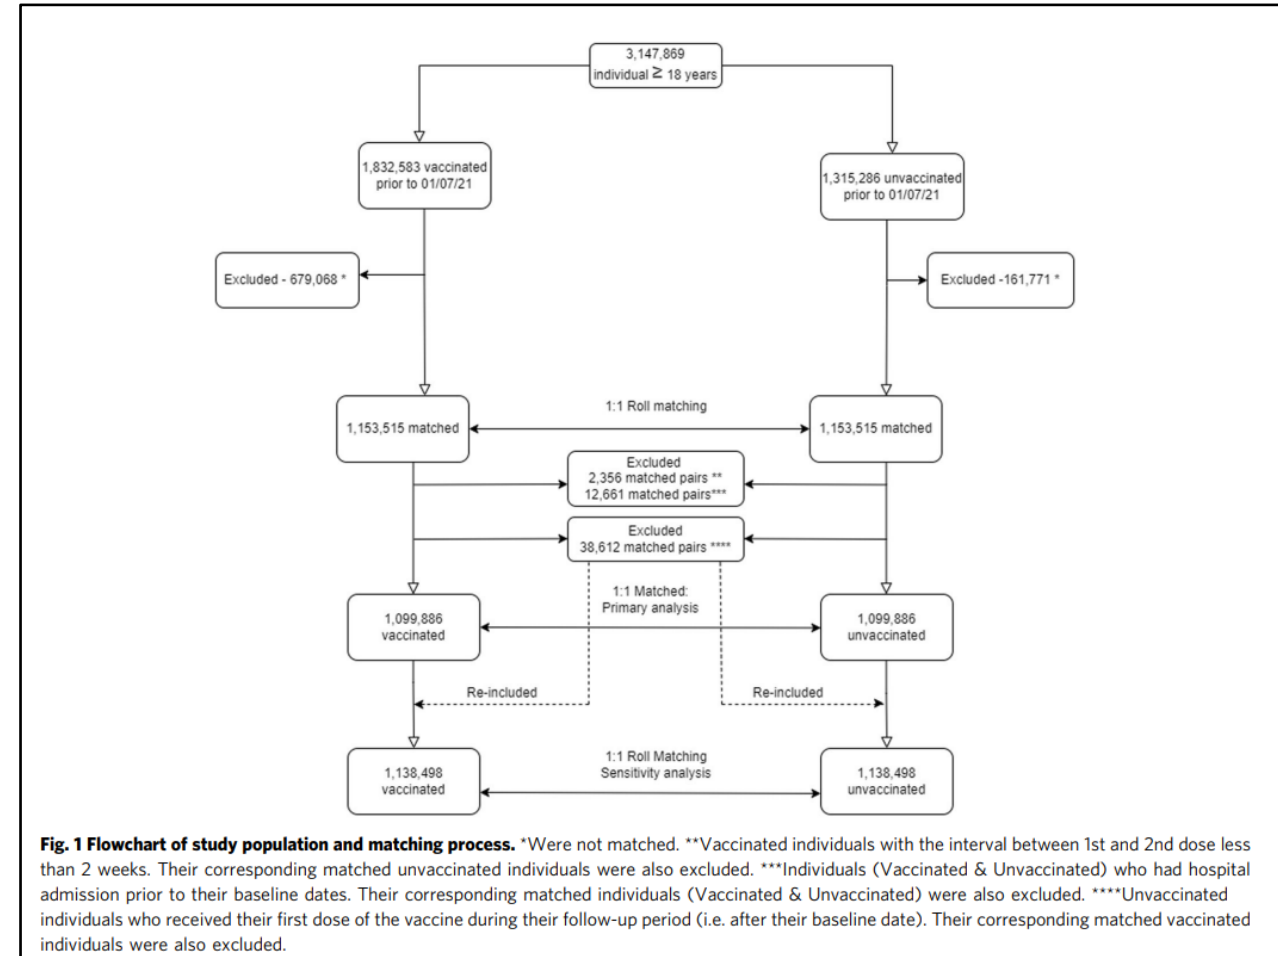 3,147,869
individual ≥ 18 years
1,832,583 vaccinated
prior to 01/07/21
1,315,286 unvaccinated
prior to 01/07/21
Excluded - 679,068 *
Excluded -161,771 *
1:1 Roll matching
1,153,515 matched
1,153,515 matched
Excluded
2,356 matched pairs **
12,661 matched pairs***
Excluded
38,612 matched pairs ****
1:1 Matched:
Primary analysis
1,099,886
vaccinated
1,099,886
unvaccinated
Re-included
Re-included
1:1 Roll Matching
Sensitivity analysis
1,138,498
vaccinated
1,138,498
unvaccinated
Fig. 1 Flowchart of study population and matching process. *Were not matched. **Vaccinated individuals with the interval between 1st and 2nd dose less
than 2 weeks. Their corresponding matched unvaccinated individuals were also excluded. ***Individuals (Vaccinated & Unvaccinated) who had hospital
admission prior to their baseline dates. Their corresponding matched individuals (Vaccinated & Unvaccinated) were also excluded. ****Unvaccinated
individuals who received their first dose of the vaccine during their follow-up period (i.e. after their baseline date). Their corresponding matched vaccinated
individuals were also excluded.